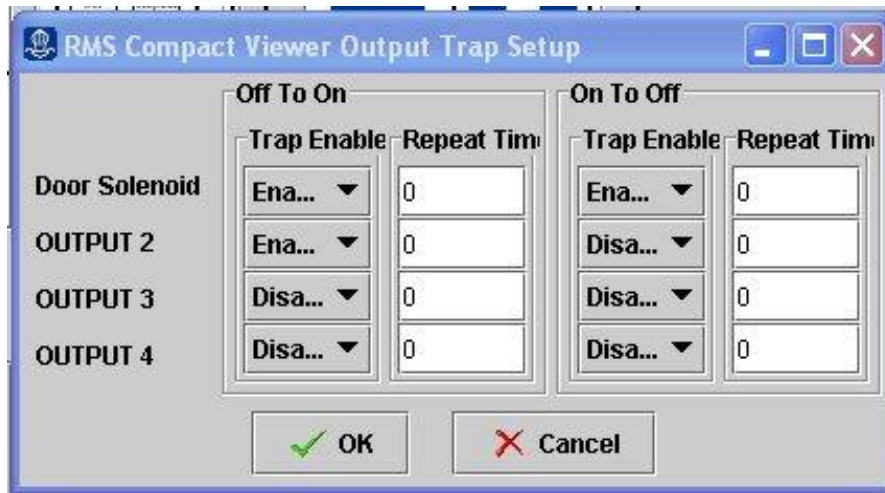 RMS Compact Viewer Output Trap Setup
Off To On On To Off
Trap Enable Repeat Tim Trap Enable Repeat Tim
Door Solenoid Ena... 0 Ena... 0
OUTPUT 2 Ena... 0 Disa... 0
OUTPUT 3 Disa... 0 Disa... 0
OUTPUT 4 Disa... 0 Disa... 0
OK Cancel